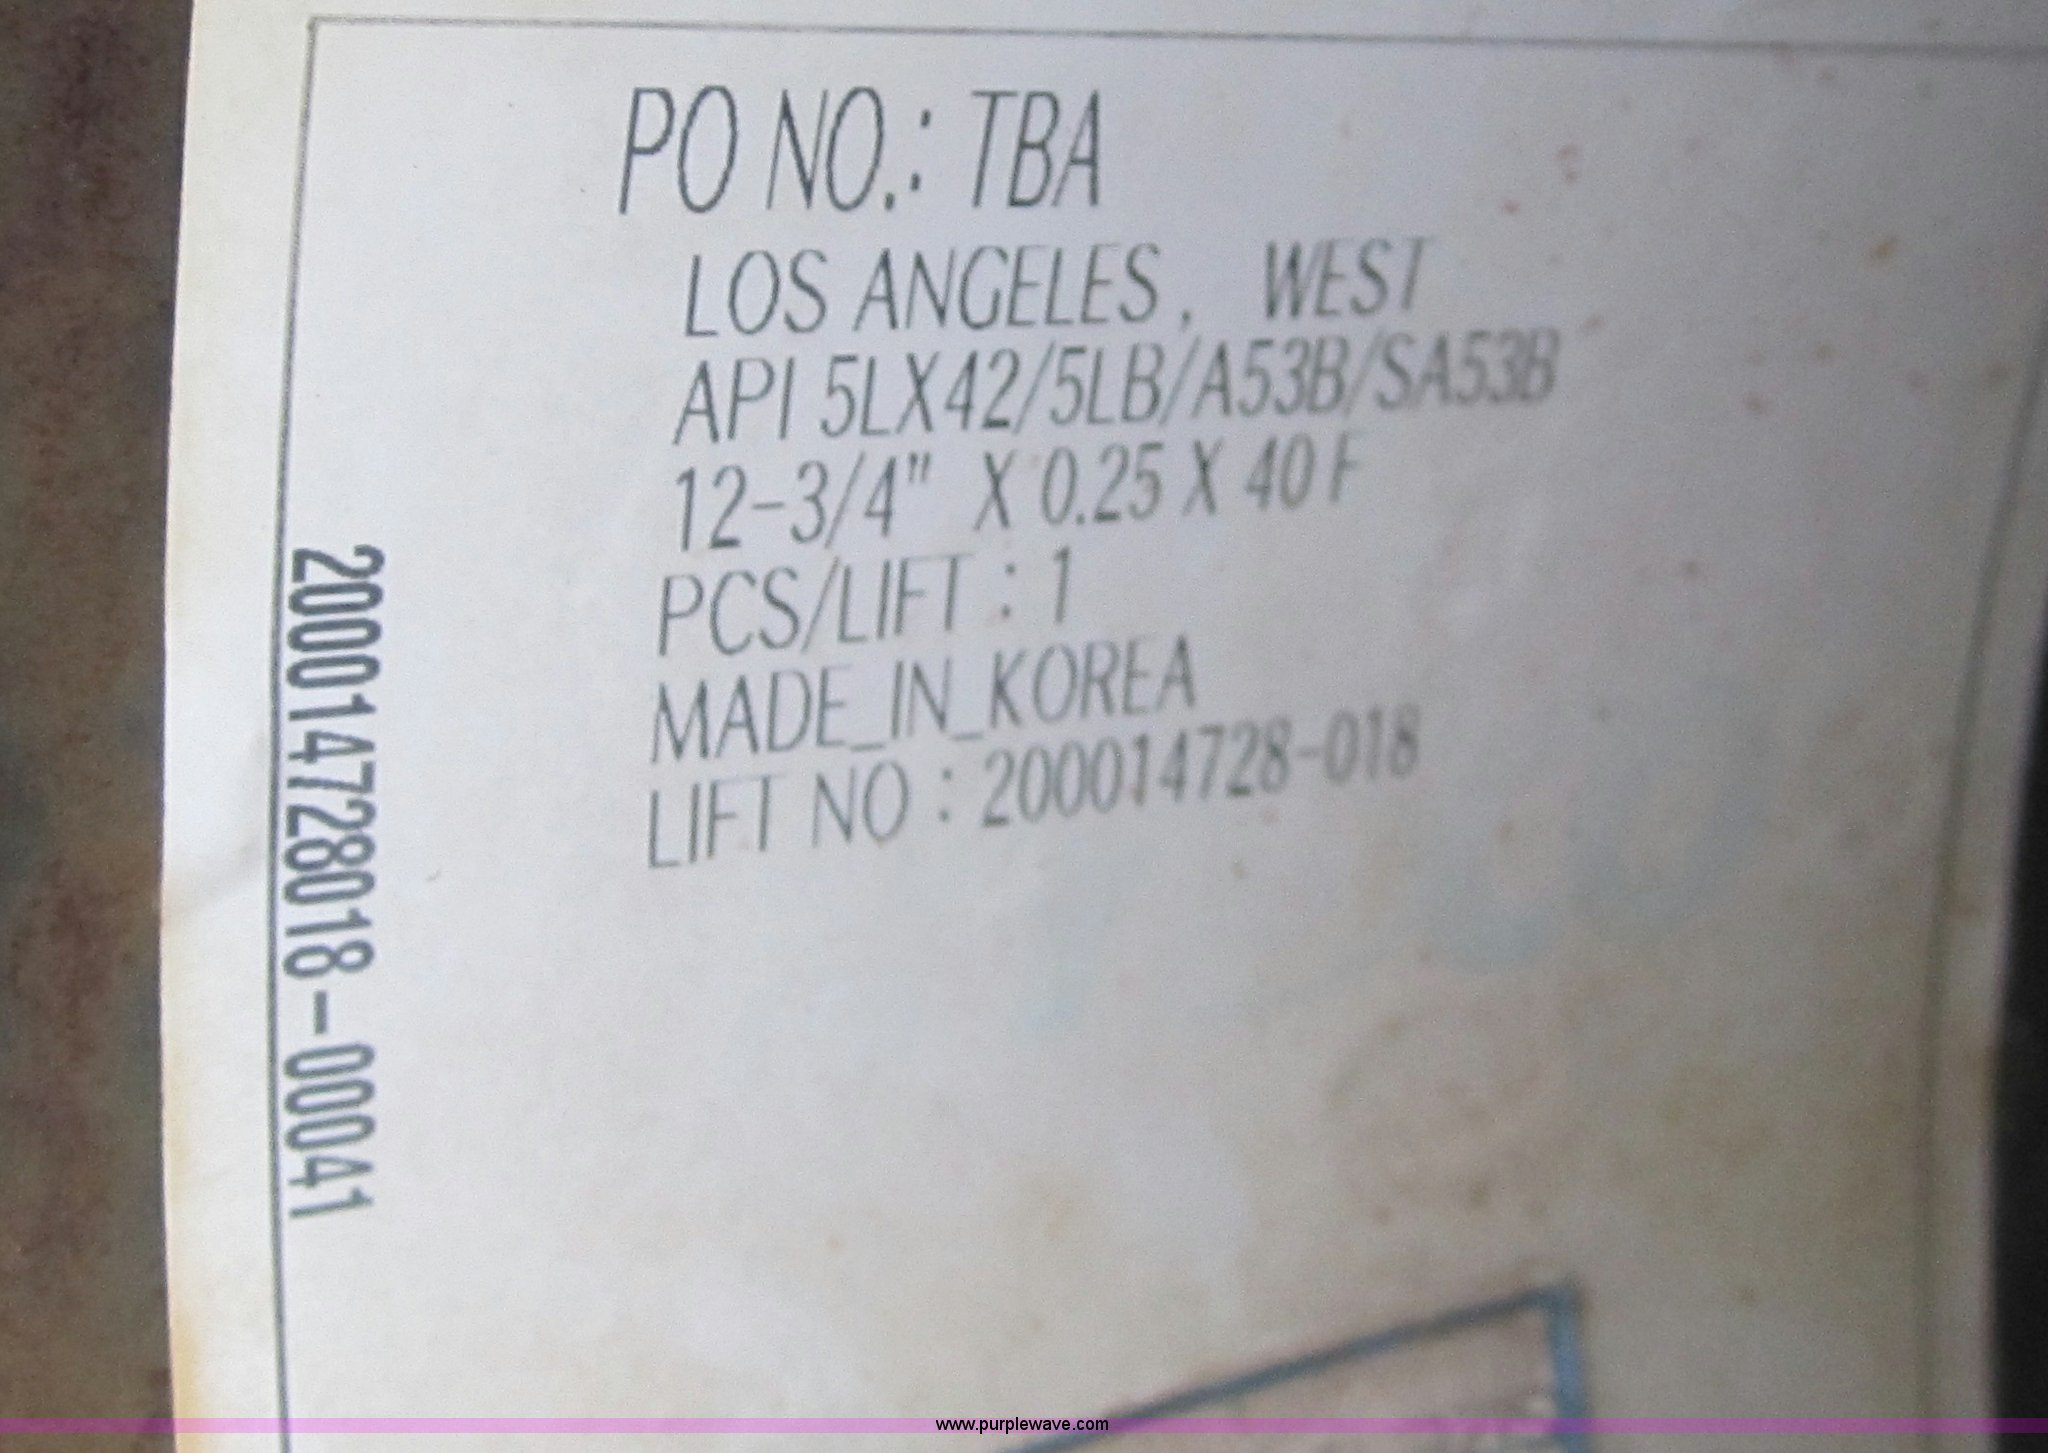 PO NO.: TBA
LOS ANGELES, WEST
API 5LX42/5LB/A53B/SA53B
12-3/4" X 0.25 X 40 F
PCS/LIFT : 1
MADE_IN_KOREA
LIFT NO : 200014728-018
200014728018-00041
www.purplewave.com